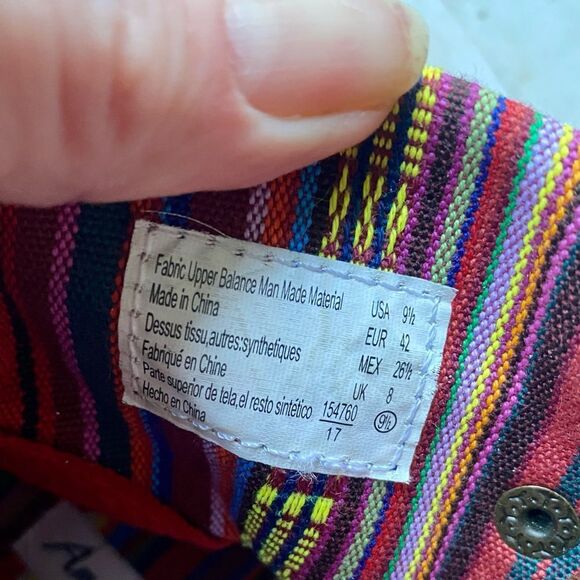 Fabric Upper Balance Man Made Material
Made in China
Dessus tissu,autres:synthetiques
Fabriqué en Chine
Parte superior de tela,el resto sintético
Hecho en China
154760
17
USA 9½
EUR 42
MEX 26½
UK 8
9½